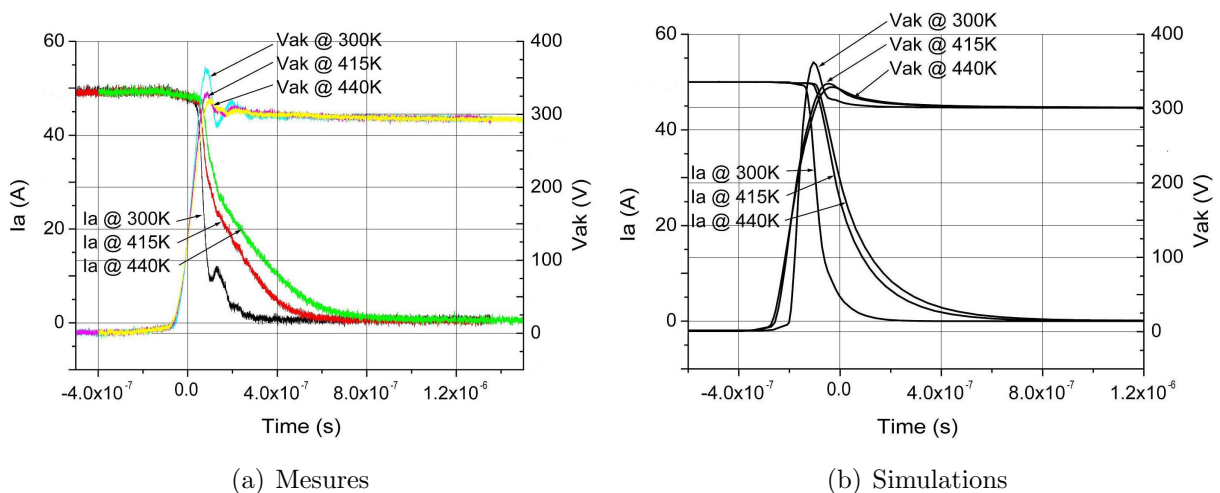 Vak @ 300K
Vak @ 415K
Vak @ 440K
Ia @ 300K
Ia @ 415K
Ia @ 440K
60
40
20
0
Ia (A)
400
300
200
100
0
Vak (V)
-4.0x10⁻⁷ 0.0 4.0x10⁻⁷ 8.0x10⁻⁷ 1.2x10⁻⁶
Time (s)
(a) Mesures
Vak @ 300K
Vak @ 415K
Vak @ 440K
Ia @ 300K
Ia @ 415K
Ia @ 440K
60
40
20
0
Ia (A)
400
300
200
100
0
Vak (V)
-4.0x10⁻⁷ 0.0 4.0x10⁻⁷ 8.0x10⁻⁷ 1.2x10⁻⁶
Time (s)
(b) Simulations